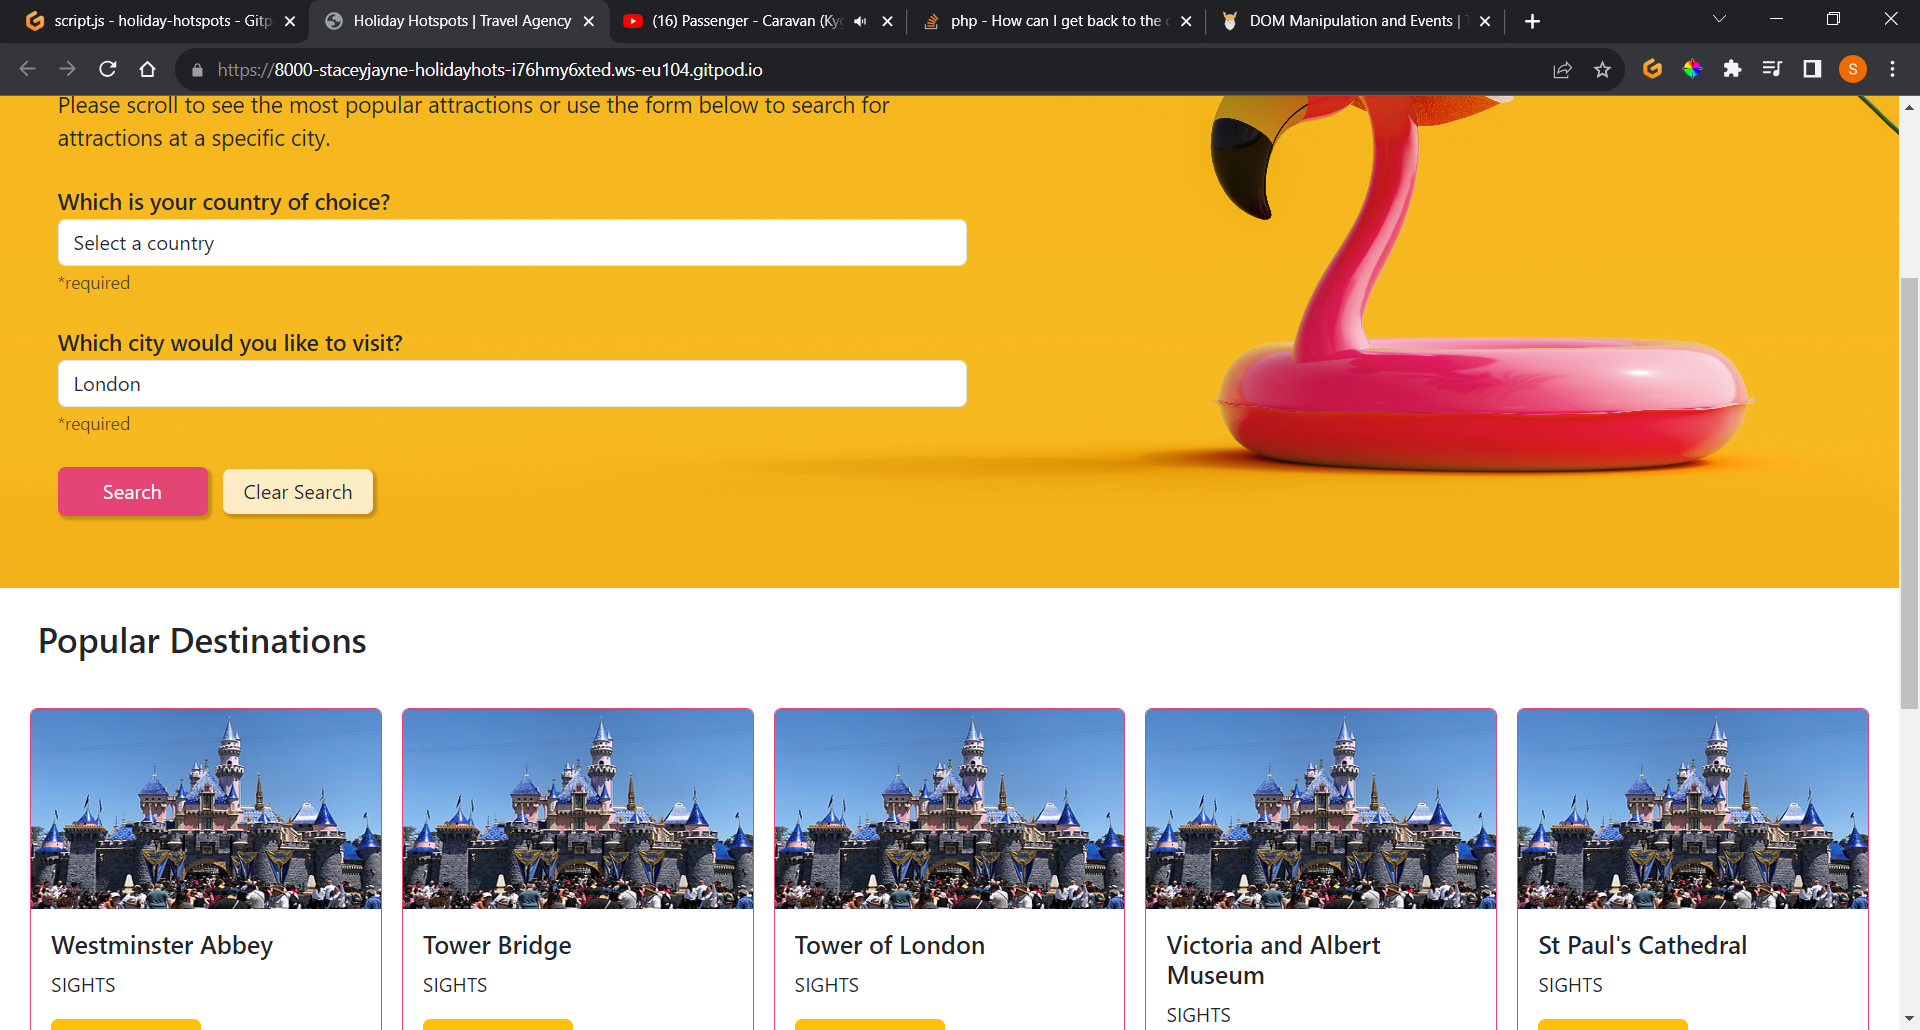 script.js - holiday-hotspots - Gitp
Holiday Hotspots | Travel Agency
(16) Passenger - Caravan (Kyg
php - How can I get back to the
DOM Manipulation and Events |
https://8000-staceyjayne-holidayhots-i76hmy6xted.ws-eu104.gitpod.io
S
Please scroll to see the most popular attractions or use the form below to search for
attractions at a specific city.
Which is your country of choice?
Select a country
*required
Which city would you like to visit?
London
*required
Search
Clear Search
Popular Destinations
Westminster Abbey
SIGHTS
Tower Bridge
SIGHTS
Tower of London
SIGHTS
Victoria and Albert
Museum
SIGHTS
St Paul's Cathedral
SIGHTS